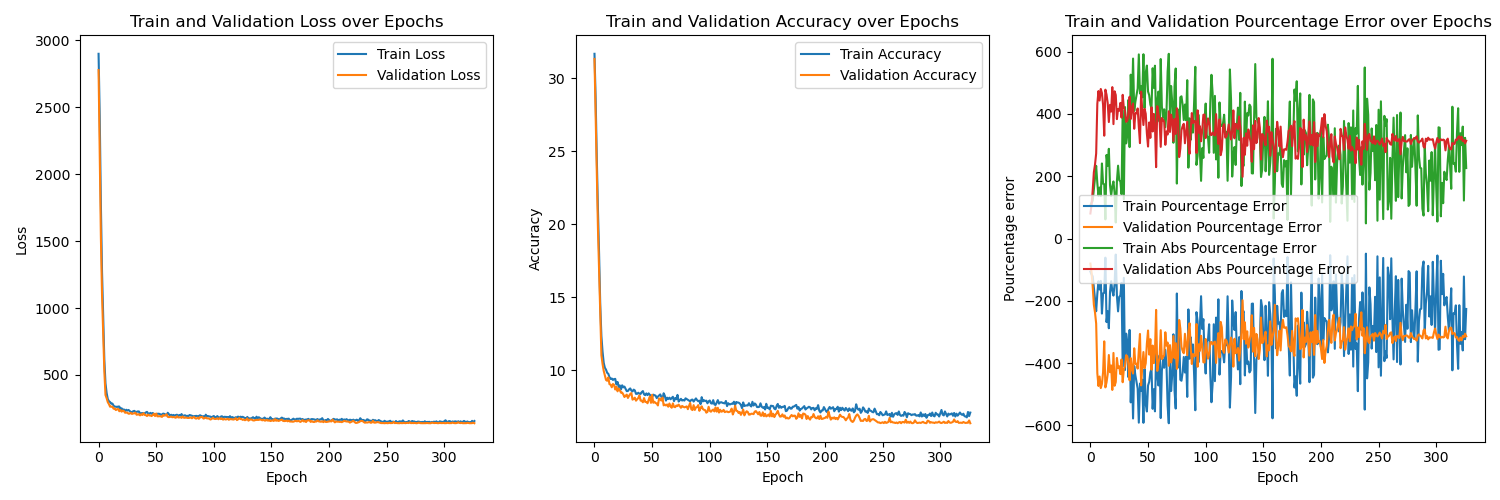 Train and Validation Loss over Epochs
Loss
3000
2500
2000
1500
1000
500
0
50
100
150
200
250
300
Epoch
Train Loss
Validation Loss
Train and Validation Accuracy over Epochs
Accuracy
30
25
20
15
10
0
50
100
150
200
250
300
Epoch
Train Accuracy
Validation Accuracy
Train and Validation Pourcentage Error over Epochs
Pourcentage error
600
400
200
0
−200
−400
−600
0
50
100
150
200
250
300
Epoch
Train Pourcentage Error
Validation Pourcentage Error
Train Abs Pourcentage Error
Validation Abs Pourcentage Error